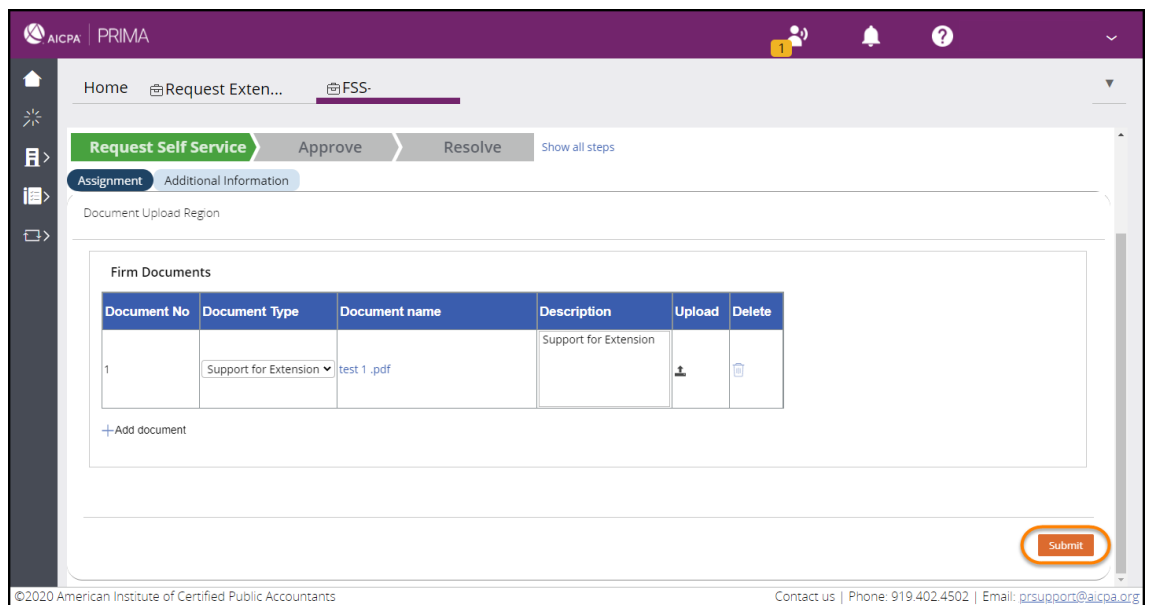 AICPA PRIMA
1
Home Request Exten... FSS-
Request Self Service Approve Resolve Show all steps
Assignment Additional Information
Document Upload Region
Firm Documents
Document No Document Type Document name Description Upload Delete
1 Support for Extension test 1 .pdf Support for Extension
Add document
Submit
©2020 American Institute of Certified Public Accountants Contact us | Phone: 919.402.4502 | Email: prsupport@aicpa.org